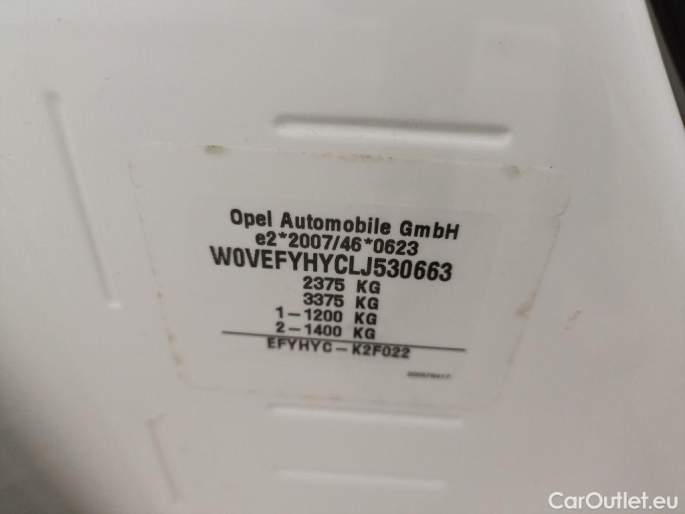 Opel Automobile GmbH
e2*2007/46*0623
W0VEFYHYCLJ530663
2375 KG
3375 KG
1-1200 KG
2-1400 KG
EFYHYC-K2F022
CarOutlet.eu